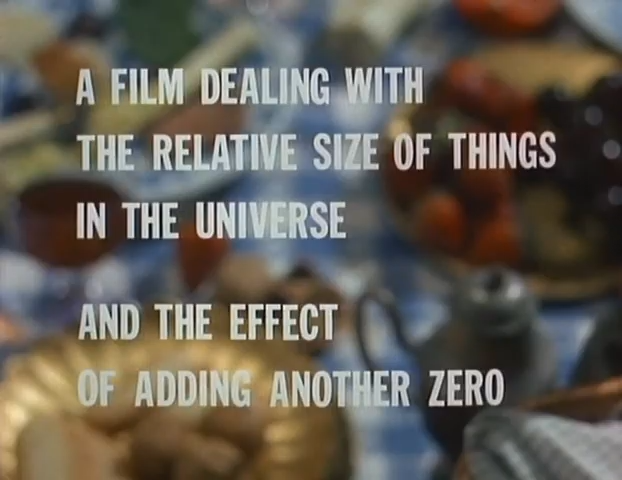 A FILM DEALING WITH
THE RELATIVE SIZE OF THINGS
IN THE UNIVERSE
AND THE EFFECT
OF ADDING ANOTHER ZERO